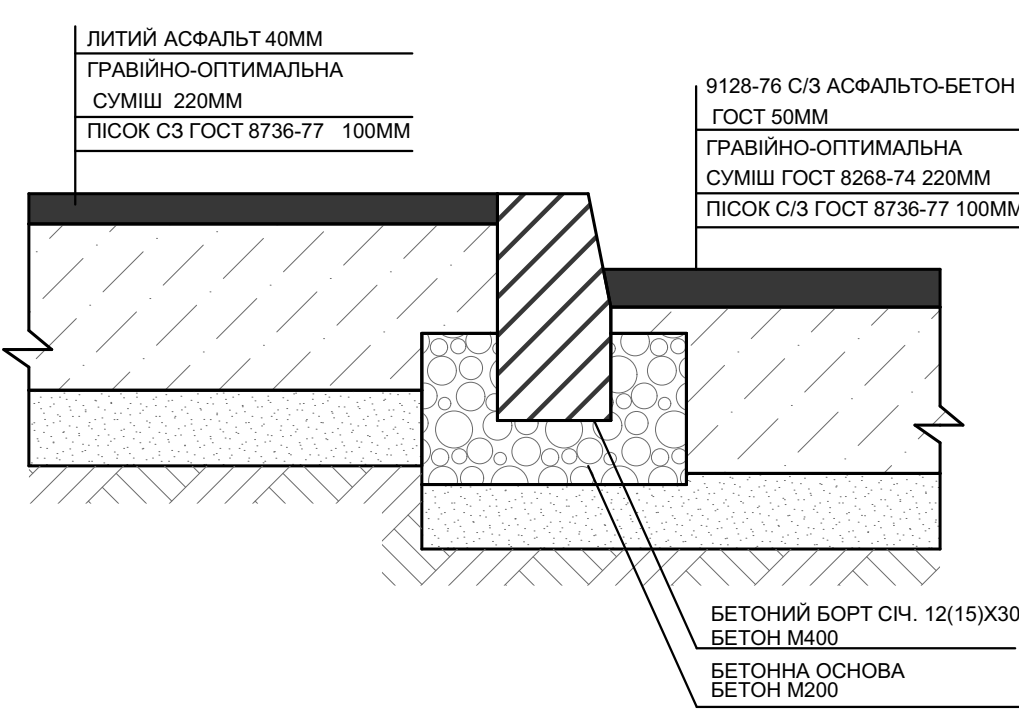 ЛИТИЙ АСФАЛЬТ 40ММ
ГРАВІЙНО-ОПТИМАЛЬНА
СУМІШ 220ММ
ПІСОК СЗ ГОСТ 8736-77 100ММ
9128-76 С/З АСФАЛЬТО-БЕТОН
ГОСТ 50ММ
ГРАВІЙНО-ОПТИМАЛЬНА
СУМІШ ГОСТ 8268-74 220ММ
ПІСОК С/З ГОСТ 8736-77 100ММ
БЕТОНИЙ БОРТ СІЧ. 12(15)Х30
БЕТОН М400
БЕТОННА ОСНОВА
БЕТОН М200